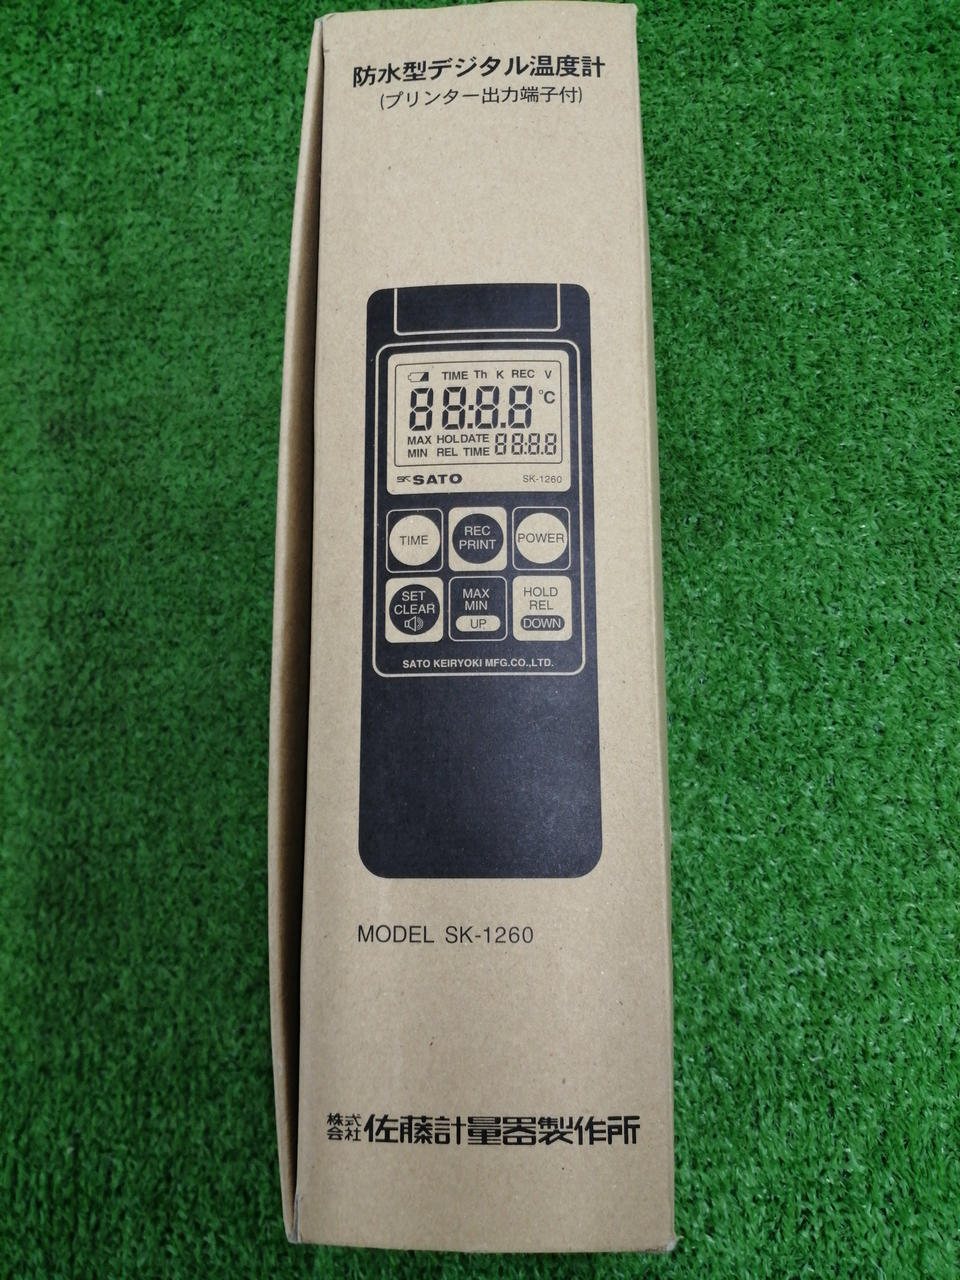 防水型デジタル温度計
(プリンター出力端子付)
TIME Th K REC V
88:8.8 °C
MAX HOLDATE
MIN REL TIME 88:8.8
SK SATO SK-1260
TIME
REC
PRINT
POWER
SET
CLEAR
MAX
MIN
UP
HOLD
REL
DOWN
SATO KEIRYOKI MFG.CO.,LTD.
MODEL SK-1260
株式会社 佐藤計量器製作所